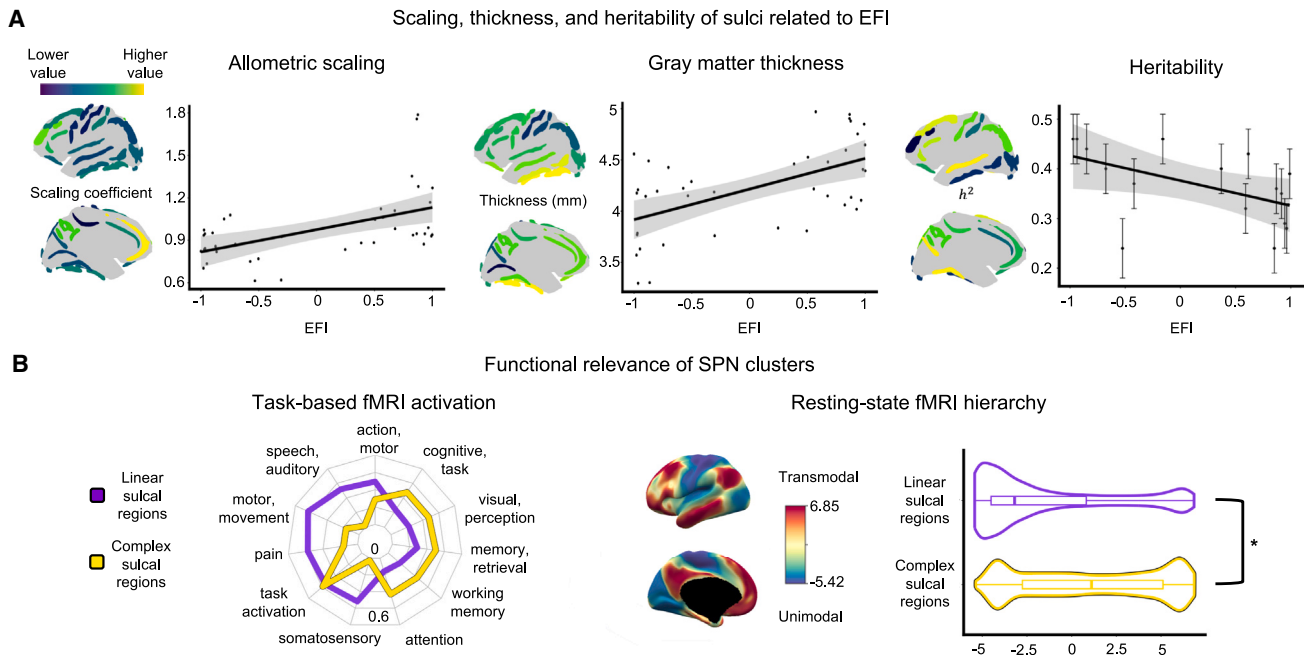 A
Scaling, thickness, and heritability of sulci related to EFI
Lower
value
Higher
value
Allometric scaling
Scaling coefficient
1.8
1.5
1.2
0.9
0.6
-1
-0.5
0
0.5
1
EFI
Gray matter thickness
Thickness (mm)
5
4.5
4
3.5
-1
-0.5
0
0.5
1
EFI
Heritability
h²
0.5
0.4
0.3
0.2
-1
-0.5
0
0.5
1
EFI
B
Functional relevance of SPN clusters
Task-based fMRI activation
Linear
sulcal
regions
Complex
sulcal
regions
action,
motor
cognitive,
task
visual,
perception
memory,
retrieval
working
memory
attention
somatosensory
task
activation
pain
motor,
movement
speech,
auditory
0
0.6
Resting-state fMRI hierarchy
Transmodal
6.85
-5.42
Unimodal
Linear
sulcal
regions
Complex
sulcal
regions
*
-5
-2.5
0
2.5
5